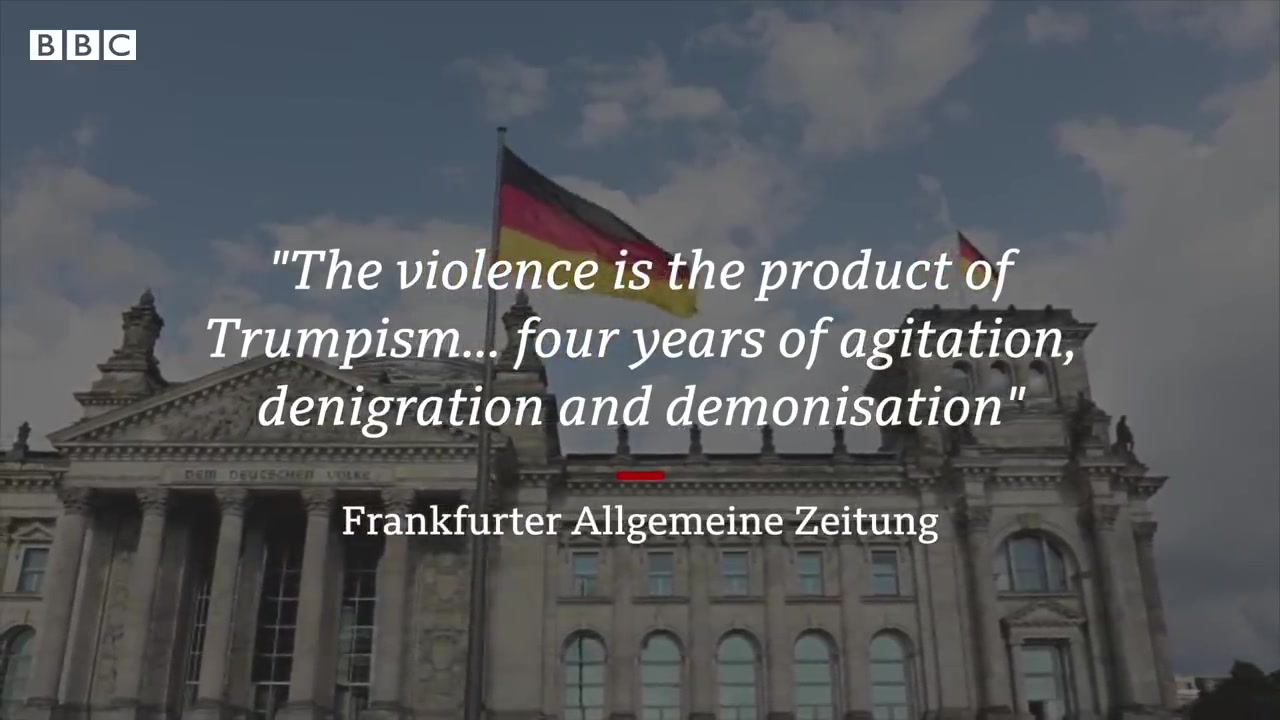 BBC
"The violence is the product of
Trumpism... four years of agitation,
denigration and demonisation"
Frankfurter Allgemeine Zeitung
DEM DEUTSCHEN VOLKE